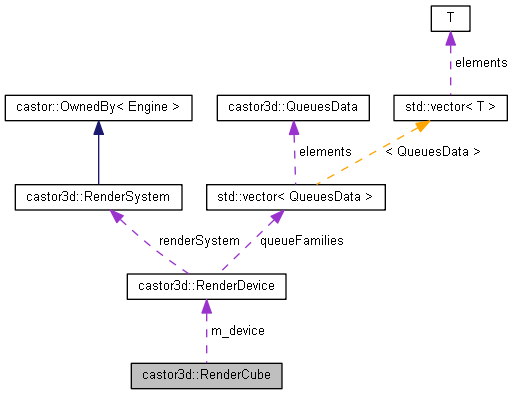 T
elements
castor::OwnedBy< Engine >
castor3d::QueuesData
std::vector< T >
elements
< QueuesData >
castor3d::RenderSystem
std::vector< QueuesData >
renderSystem
queueFamilies
castor3d::RenderDevice
m_device
castor3d::RenderCube